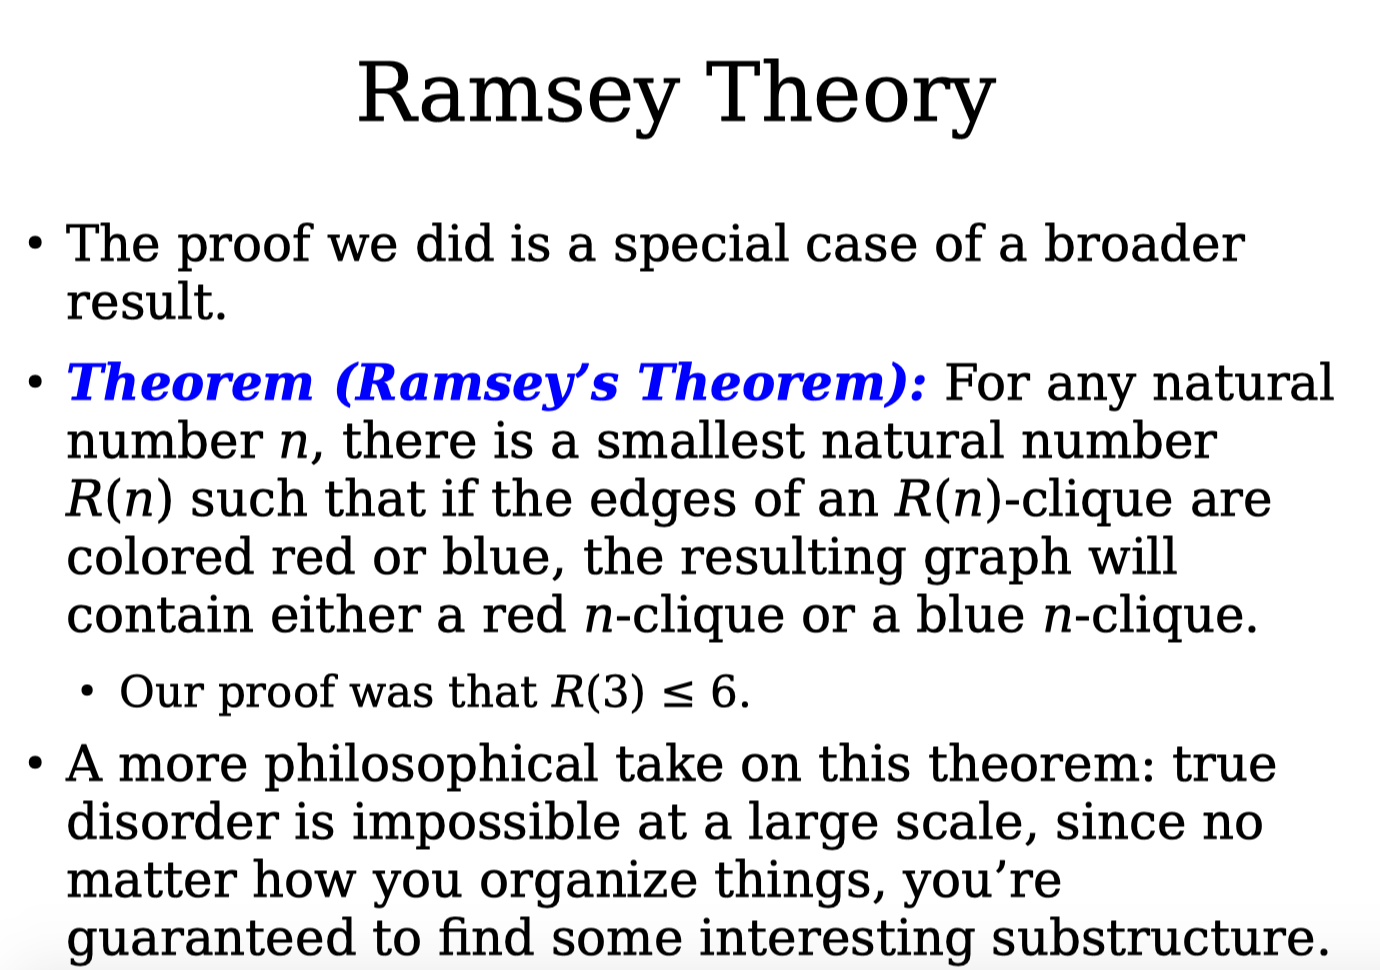 Ramsey Theory
• The proof we did is a special case of a broader
result.
• Theorem (Ramsey’s Theorem): For any natural
number n, there is a smallest natural number
R(n) such that if the edges of an R(n)-clique are
colored red or blue, the resulting graph will
contain either a red n-clique or a blue n-clique.
• Our proof was that R(3) ≤ 6.
• A more philosophical take on this theorem: true
disorder is impossible at a large scale, since no
matter how you organize things, you’re
guaranteed to find some interesting substructure.